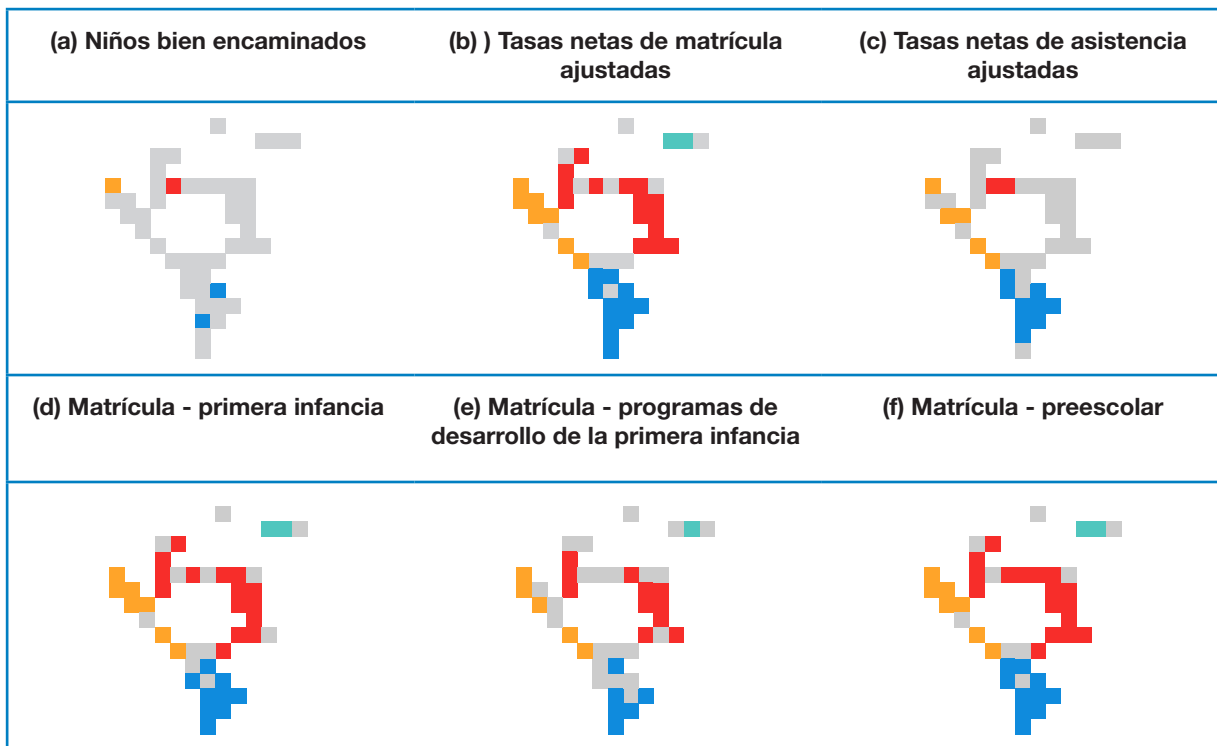 (a) Niños bien encaminados
(b) ) Tasas netas de matrícula
ajustadas
(c) Tasas netas de asistencia
ajustadas
(d) Matrícula - primera infancia
(e) Matrícula - programas de
desarrollo de la primera infancia
(f) Matrícula - preescolar